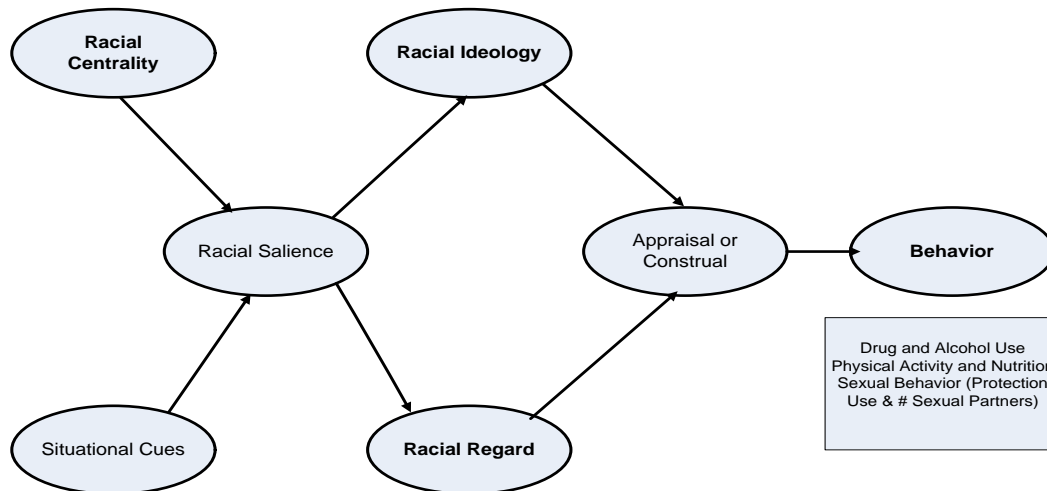 Racial
Centrality
Racial Ideology
Racial Salience
Appraisal or
Construal
Behavior
Drug and Alcohol Use
Physical Activity and Nutrition
Sexual Behavior (Protection
Use & # Sexual Partners)
Situational Cues
Racial Regard